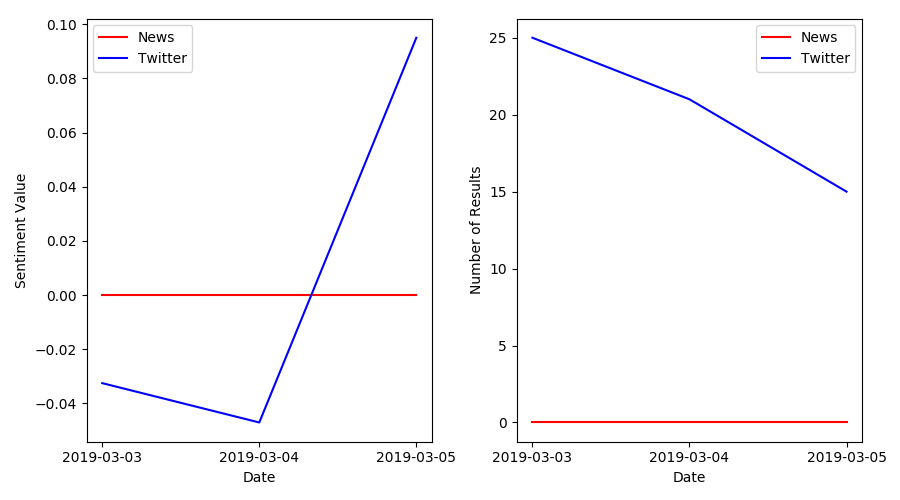 0.10
0.08
0.06
0.04
0.02
0.00
−0.02
−0.04
Sentiment Value
News
Twitter
2019-03-03 2019-03-04 2019-03-05
Date
25
20
15
10
5
0
Number of Results
News
Twitter
2019-03-03 2019-03-04 2019-03-05
Date